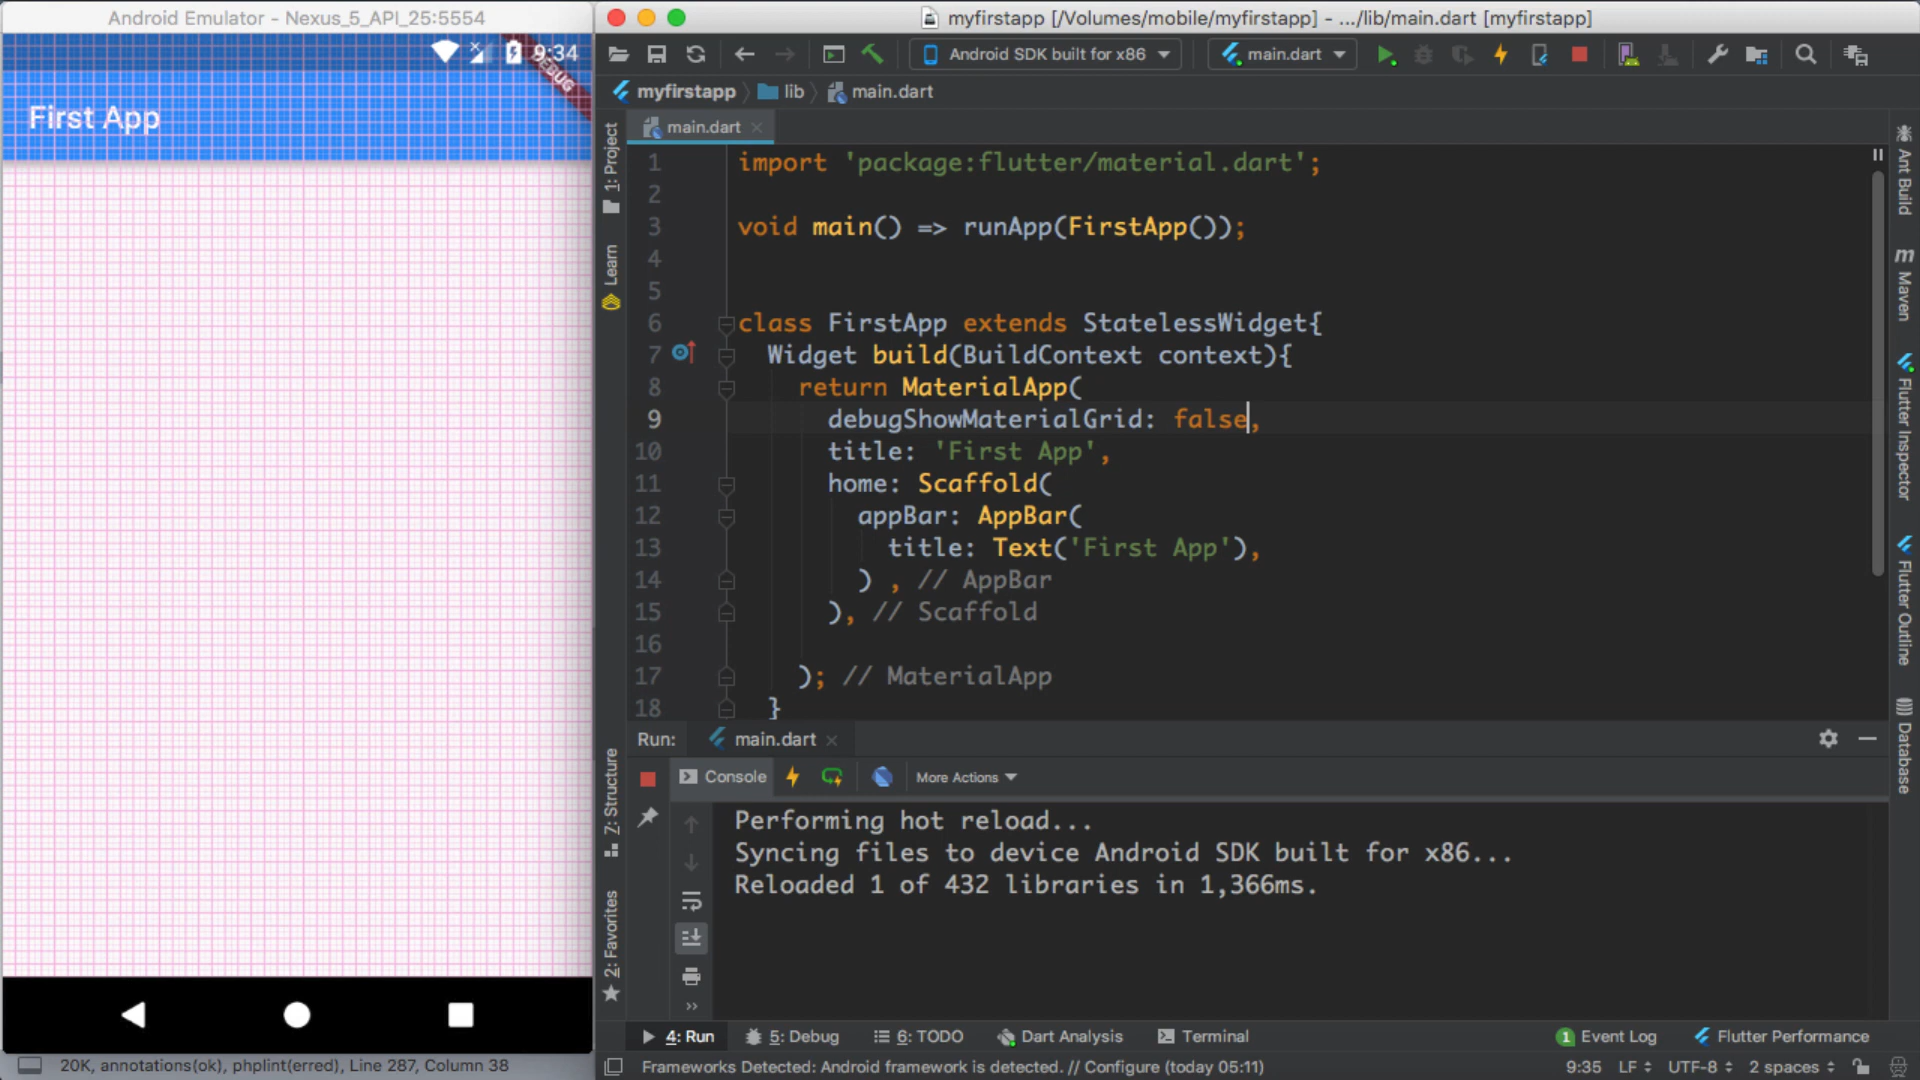 Android Emulator - Nexus_5_API_25:5554
9:34
DEBUG
First App
20K, annotations(ok), phplint(erred), Line 287, Column 38
myfirstapp [/Volumes/mobile/myfirstapp] - .../lib/main.dart [myfirstapp]
Android SDK built for x86
main.dart
myfirstapp
lib
main.dart
main.dart
1: Project
Learn
Z: Structure
2: Favorites
1 import 'package:flutter/material.dart';
2
3 void main() => runApp(FirstApp());
4
5
6 class FirstApp extends StatelessWidget{
7 Widget build(BuildContext context){
8 return MaterialApp(
9 debugShowMaterialGrid: false,
10 title: 'First App',
11 home: Scaffold(
12 appBar: AppBar(
13 title: Text('First App'),
14 ) , // AppBar
15 ), // Scaffold
16
17 ); // MaterialApp
18 }
Ant Build
m Maven
Flutter Inspector
Flutter Outline
Database
Run: main.dart
Console
More Actions
Performing hot reload...
Syncing files to device Android SDK built for x86...
Reloaded 1 of 432 libraries in 1,366ms.
4: Run
5: Debug
6: TODO
Dart Analysis
Terminal
1 Event Log
Flutter Performance
Frameworks Detected: Android framework is detected. // Configure (today 05:11)
9:35 LF UTF-8 2 spaces